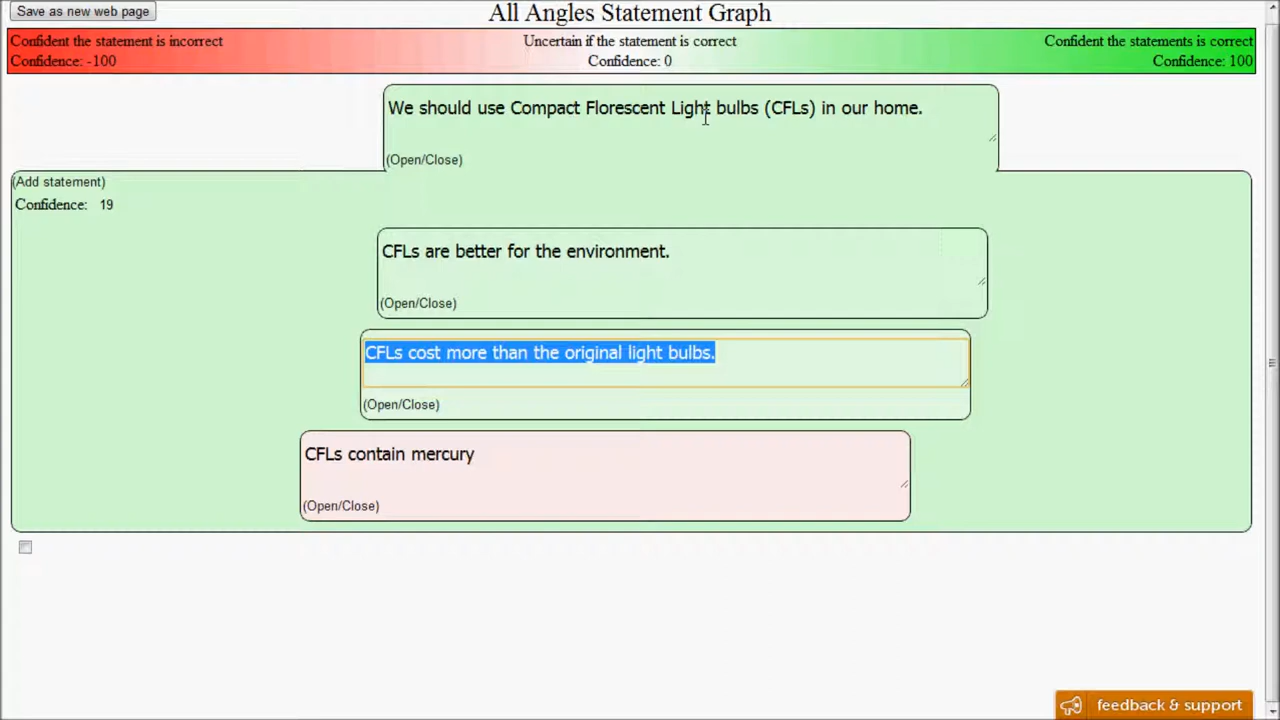 Save as new web page
All Angles Statement Graph
Confident the statement is incorrect
Confidence: -100
Uncertain if the statement is correct
Confidence: 0
Confident the statements is correct
Confidence: 100
We should use Compact Florescent Light bulbs (CFLs) in our home.
(Open/Close)
(Add statement)
Confidence: 19
CFLs are better for the environment.
(Open/Close)
CFLs cost more than the original light bulbs.
(Open/Close)
CFLs contain mercury
(Open/Close)
feedback & support